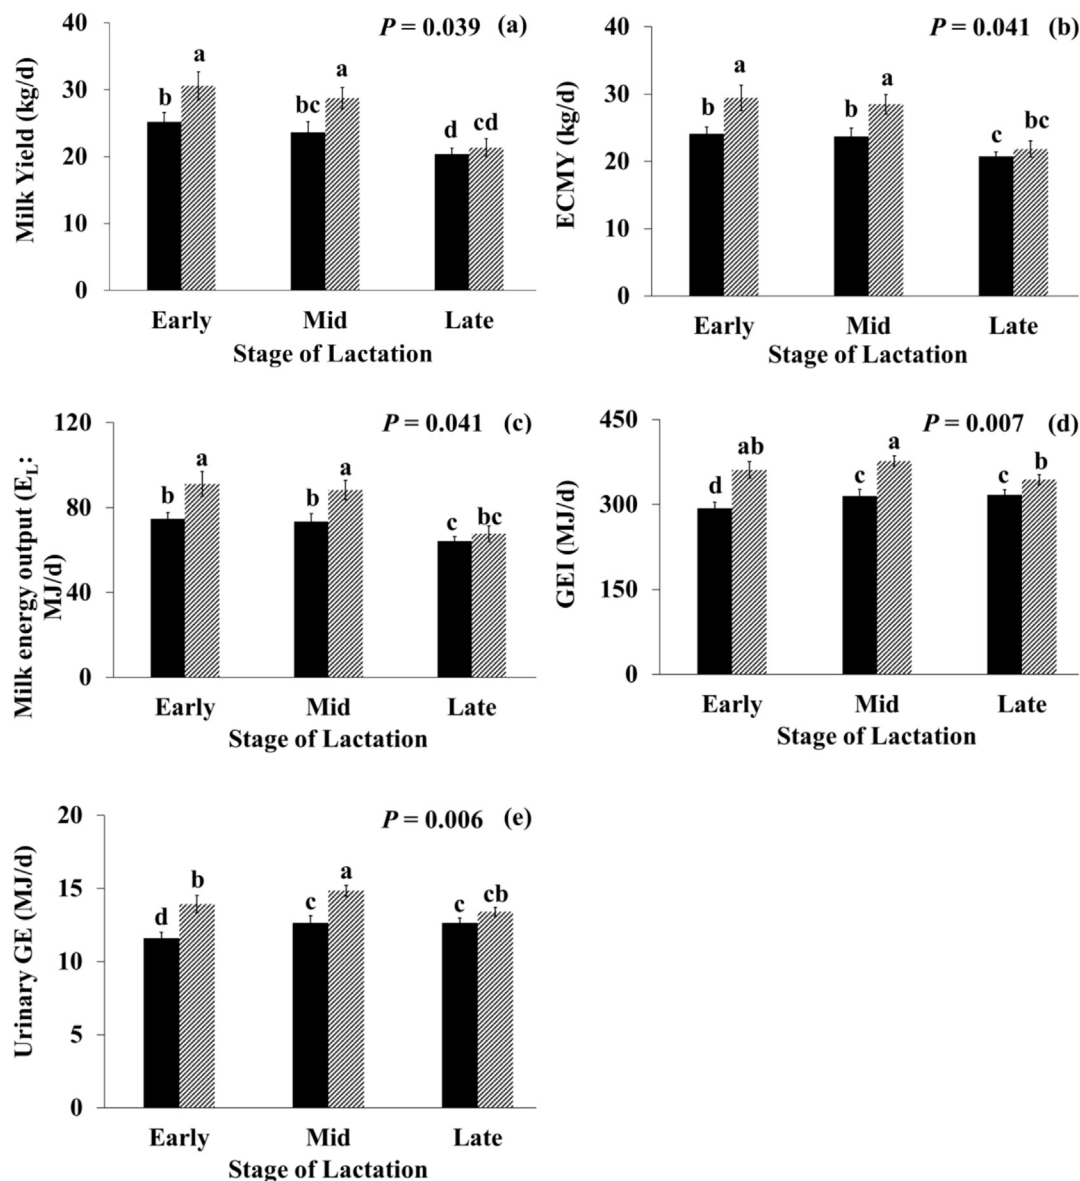 P = 0.039 (a)
40
30
20
10
0
Milk Yield (kg/d)
b a bc a d cd
Early Mid Late
Stage of Lactation
P = 0.041 (b)
40
30
20
10
0
ECMY (kg/d)
b a b a c bc
Early Mid Late
Stage of Lactation
P = 0.041 (c)
120
80
40
0
Milk energy output (EL:
MJ/d)
b a b a c bc
Early Mid Late
Stage of Lactation
P = 0.007 (d)
450
300
150
0
GEI (MJ/d)
d ab c a c b
Early Mid Late
Stage of Lactation
P = 0.006 (e)
20
15
10
5
0
Urinary GE (MJ/d)
d b c a c cb
Early Mid Late
Stage of Lactation